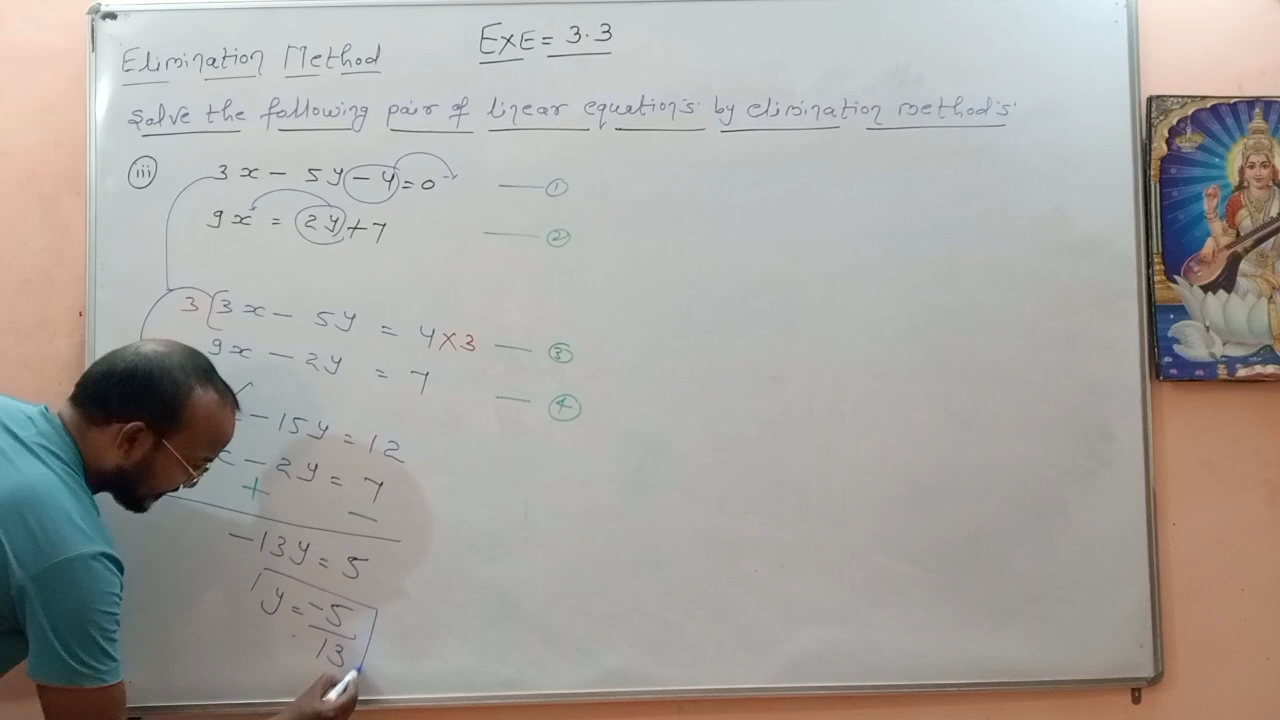 Elimination Method EXE = 3.3
Solve the following pair of linear equations by elimination methods
(iii) 3x - 5y - 4 = 0 — ①
9x = 2y + 7 — ②
3(3x - 5y = 4 × 3 — ③
9x - 2y = 7 — ④
- 15y = 12
- 2y = 7
+ -
-13y = 5
y = -5/13